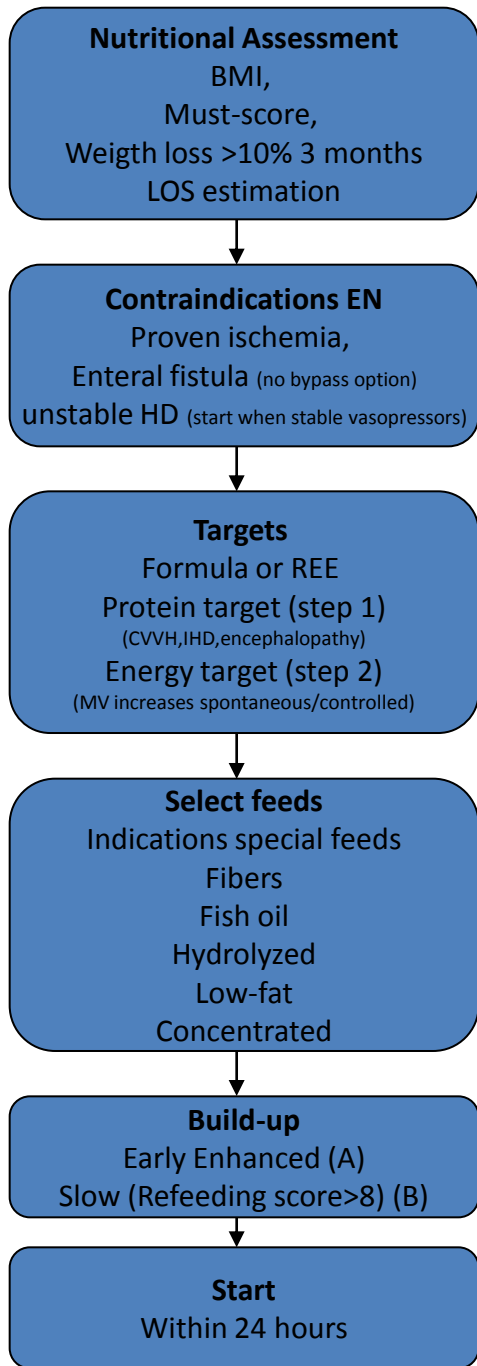 Nutritional Assessment
BMI,
Must-score,
Weigth loss >10% 3 months
LOS estimation
Contraindications EN
Proven ischemia,
Enteral fistula (no bypass option)
unstable HD (start when stable vasopressors)
Targets
Formula or REE
Protein target (step 1)
(CVVH,IHD,encephalopathy)
Energy target (step 2)
(MV increases spontaneous/controlled)
Select feeds
Indications special feeds
Fibers
Fish oil
Hydrolyzed
Low-fat
Concentrated
Build-up
Early Enhanced (A)
Slow (Refeeding score>8) (B)
Start
Within 24 hours